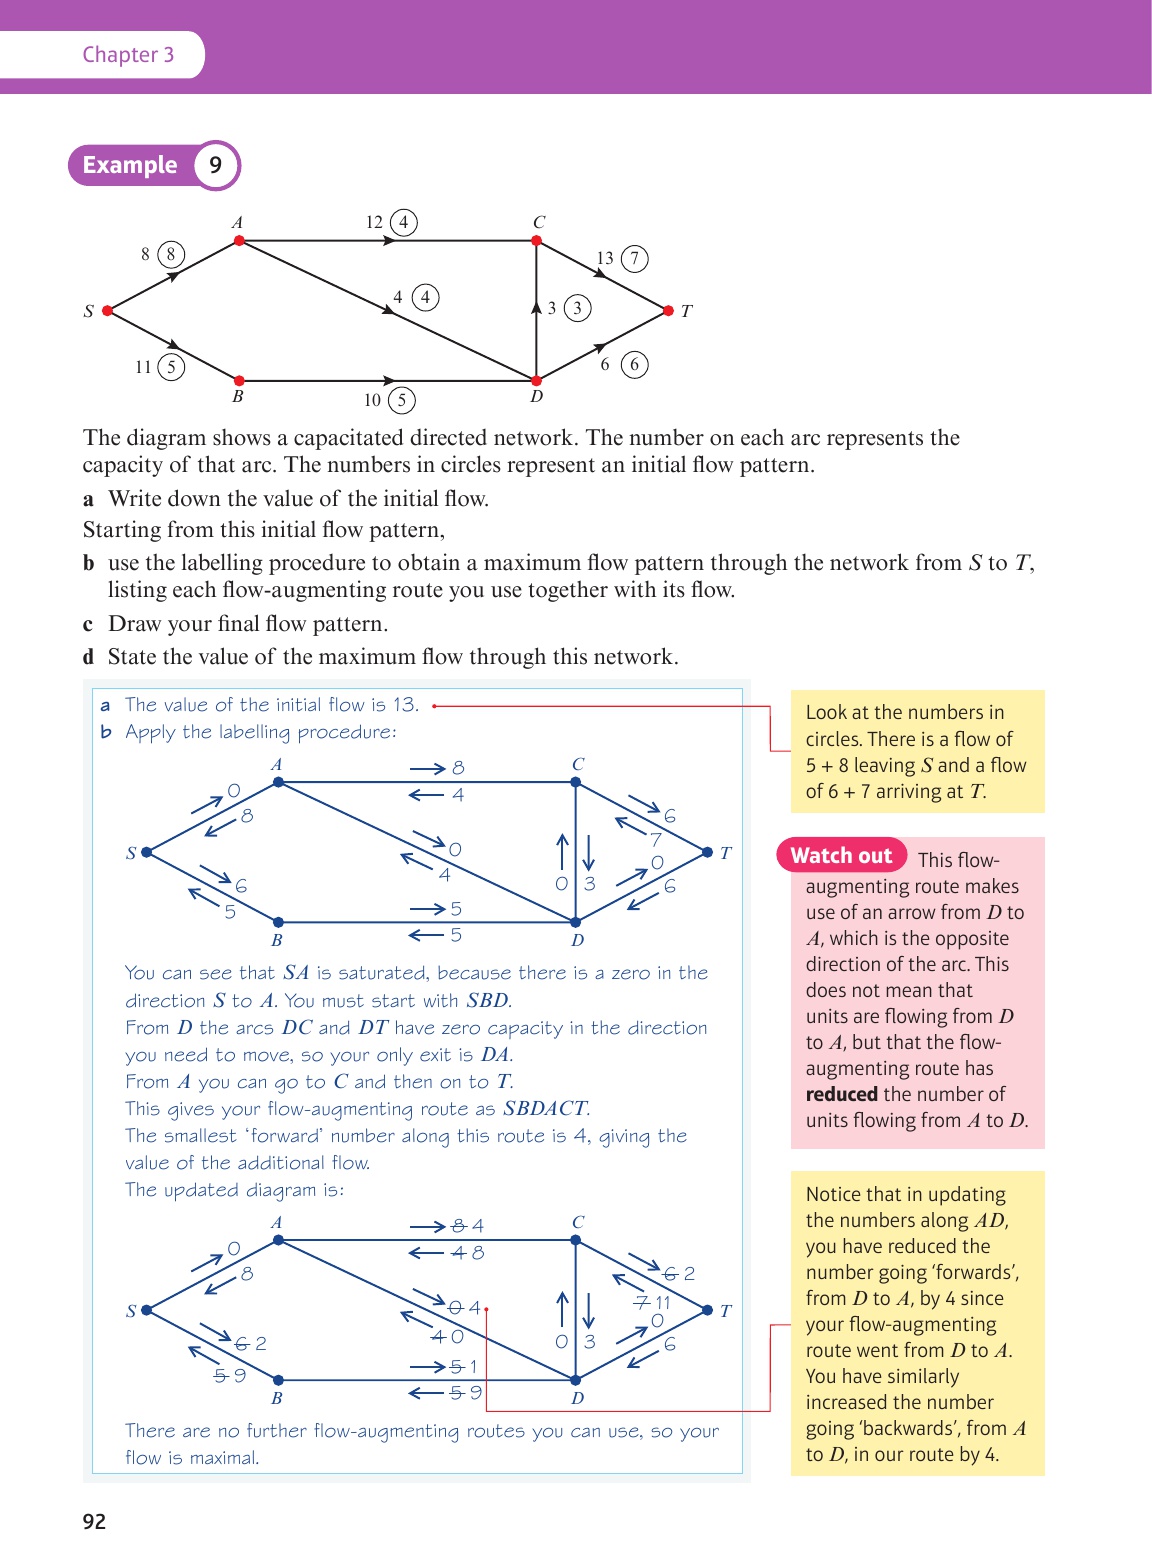 Chapter 3
Example 9
A
12 4
C
8 8
13 7
4 4
S
3 3
T
11 5
6 6
B
10 5
D
The diagram shows a capacitated directed network. The number on each arc represents the
capacity of that arc. The numbers in circles represent an initial flow pattern.
a Write down the value of the initial flow.
Starting from this initial flow pattern,
b use the labelling procedure to obtain a maximum flow pattern through the network from S to T,
listing each flow-augmenting route you use together with its flow.
c Draw your final flow pattern.
d State the value of the maximum flow through this network.
a The value of the initial flow is 13.
b Apply the labelling procedure:
A
8
C
4
0
8
6
7
0
4
S
0
T
6
5
0 3
6
5
5
B
D
You can see that SA is saturated, because there is a zero in the
direction S to A. You must start with SBD.
From D the arcs DC and DT have zero capacity in the direction
you need to move, so your only exit is DA.
From A you can go to C and then on to T.
This gives your flow-augmenting route as SBDACT.
The smallest ‘forward’ number along this route is 4, giving the
value of the additional flow.
The updated diagram is:
A
8 4
C
4 8
0
8
6 2
7 11
0 4
4 0
S
0
T
6 2
5 9
0 3
6
5 1
5 9
B
D
There are no further flow-augmenting routes you can use, so your
flow is maximal.
Look at the numbers in
circles. There is a flow of
5 + 8 leaving S and a flow
of 6 + 7 arriving at T.
Watch out This flow-
augmenting route makes
use of an arrow from D to
A, which is the opposite
direction of the arc. This
does not mean that
units are flowing from D
to A, but that the flow-
augmenting route has
reduced the number of
units flowing from A to D.
Notice that in updating
the numbers along AD,
you have reduced the
number going ‘forwards’,
from D to A, by 4 since
your flow-augmenting
route went from D to A.
You have similarly
increased the number
going ‘backwards’, from A
to D, in our route by 4.
92